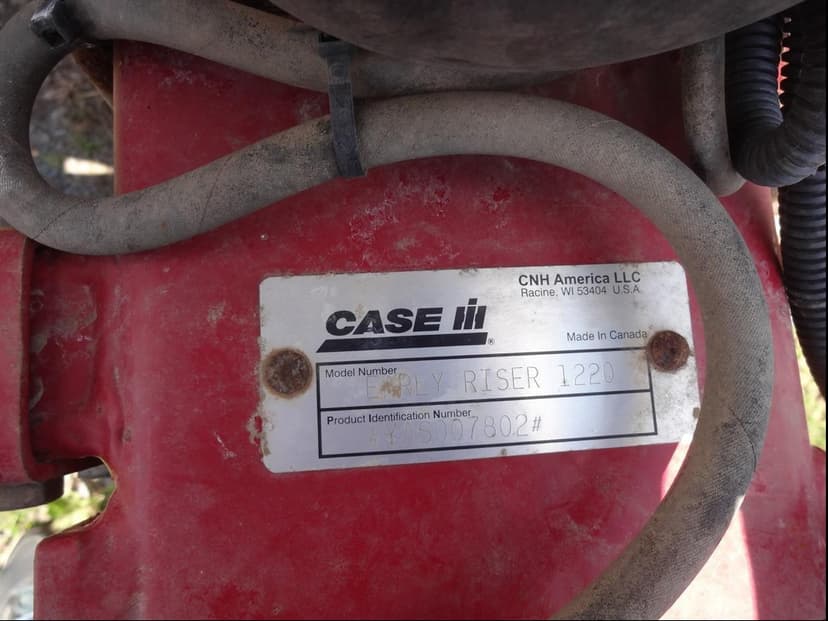 CNH America LLC
Racine, WI 53404 U.S.A.
CASE IH ®
Made In Canada
Model Number
EARLY RISER 1220
Product Identification Number